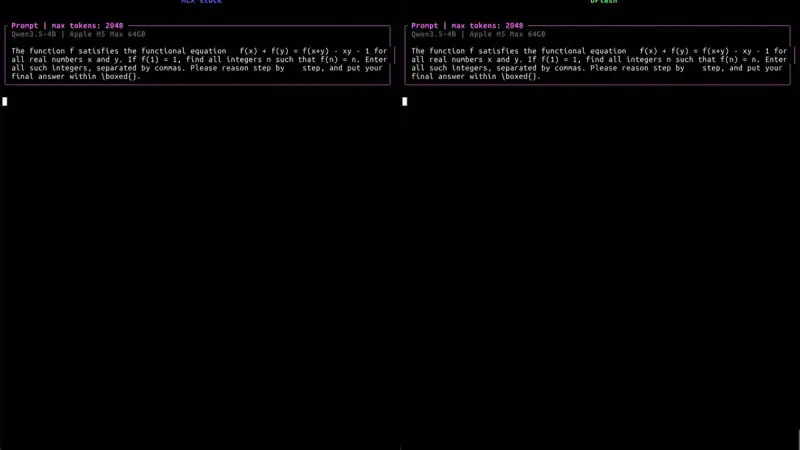 MLX stock
Prompt | max tokens: 2048
Qwen3.5-4B | Apple M5 Max 64GB
The function f satisfies the functional equation   f(x) + f(y) = f(x+y) - xy - 1 for
all real numbers x and y. If f(1) = 1, find all integers n such that f(n) = n. Enter
all such integers, separated by commas. Please reason step by   step, and put your
final answer within \boxed{}.
DFlash
Prompt | max tokens: 2048
Qwen3.5-4B | Apple M5 Max 64GB
The function f satisfies the functional equation   f(x) + f(y) = f(x+y) - xy - 1 for
all real numbers x and y. If f(1) = 1, find all integers n such that f(n) = n. Enter
all such integers, separated by commas. Please reason step by   step, and put your
final answer within \boxed{}.